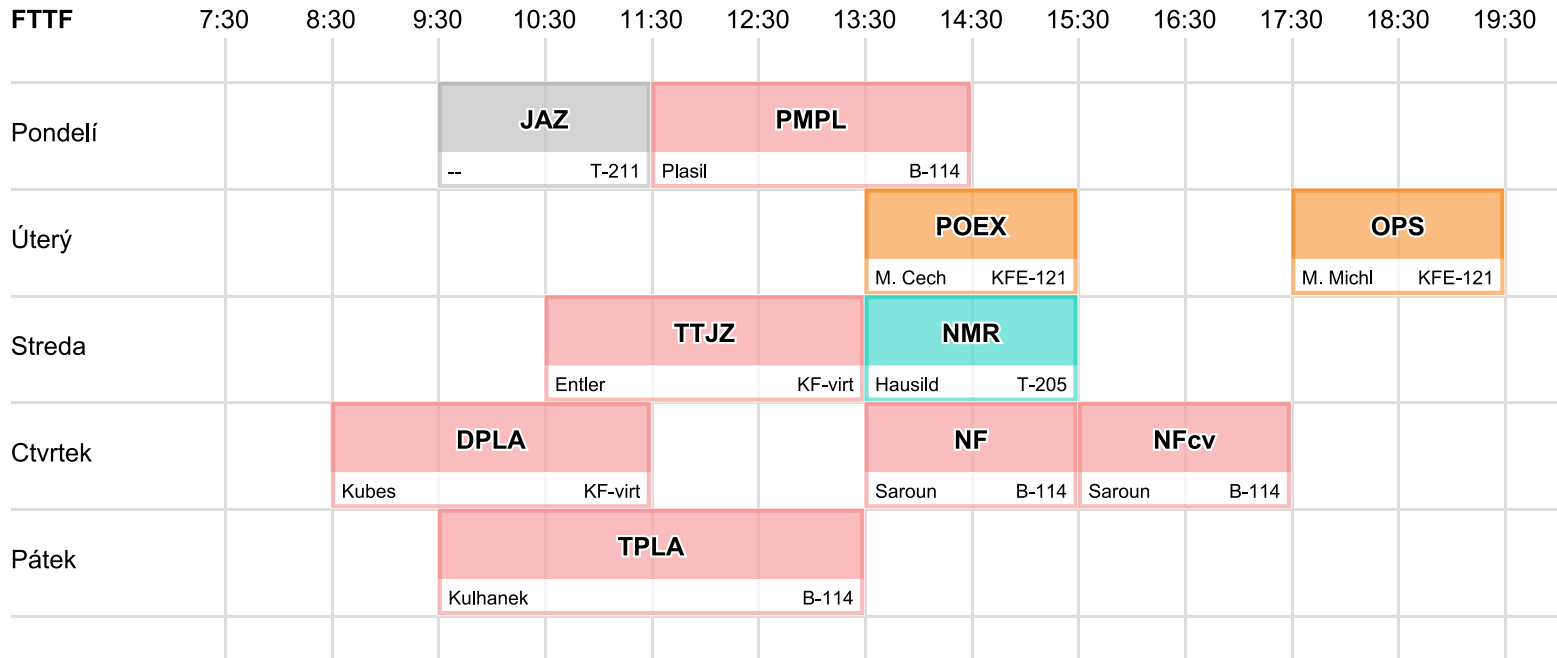 FTTF 7:30 8:30 9:30 10:30 11:30 12:30 13:30 14:30 15:30 16:30 17:30 18:30 19:30
Pondelí
JAZ
-- T-211
PMPL
Plasil B-114
Úterý
POEX
M. Cech KFE-121
OPS
M. Michl KFE-121
Streda
TTJZ
Entler KF-virt
NMR
Hausild T-205
Ctvrtek
DPLA
Kubes KF-virt
NF
Saroun B-114
NFcv
Saroun B-114
Pátek
TPLA
Kulhanek B-114